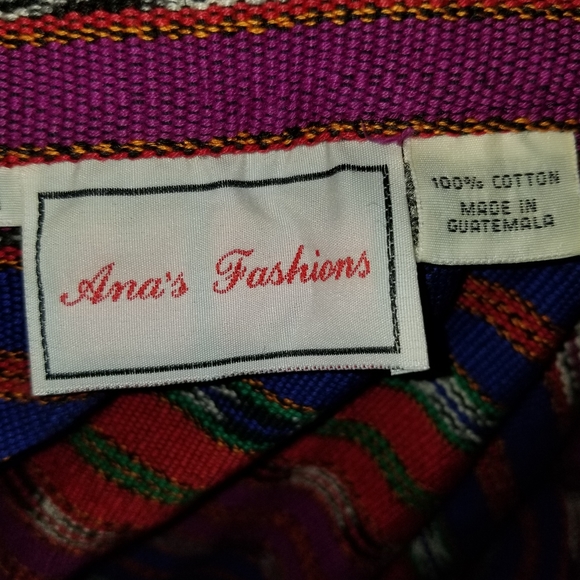 Ana's Fashions
100% COTTON
MADE IN
GUATEMALA